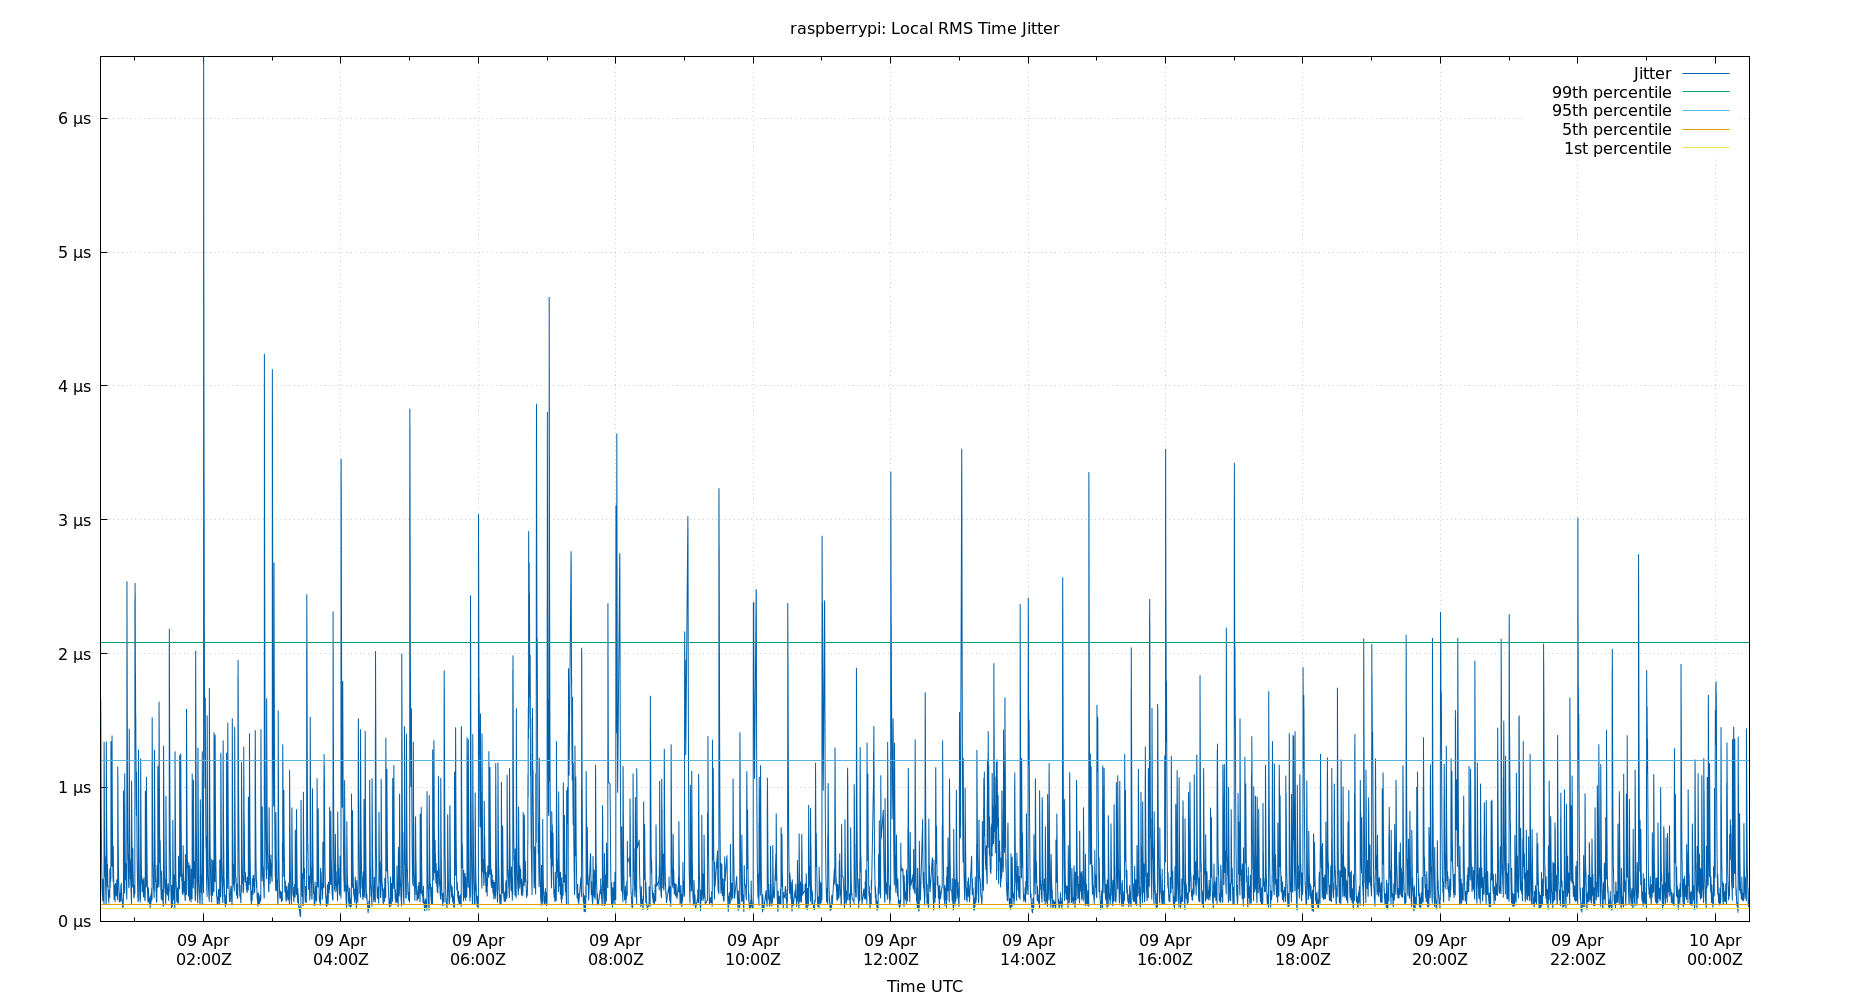 raspberrypi: Local RMS Time Jitter
Jitter
99th percentile
95th percentile
5th percentile
1st percentile
6 μs
5 μs
4 μs
3 μs
2 μs
1 μs
0 μs
09 Apr 09 Apr 09 Apr 09 Apr 09 Apr 09 Apr 09 Apr 09 Apr 09 Apr 09 Apr 09 Apr 10 Apr
02:00Z 04:00Z 06:00Z 08:00Z 10:00Z 12:00Z 14:00Z 16:00Z 18:00Z 20:00Z 22:00Z 00:00Z
Time UTC